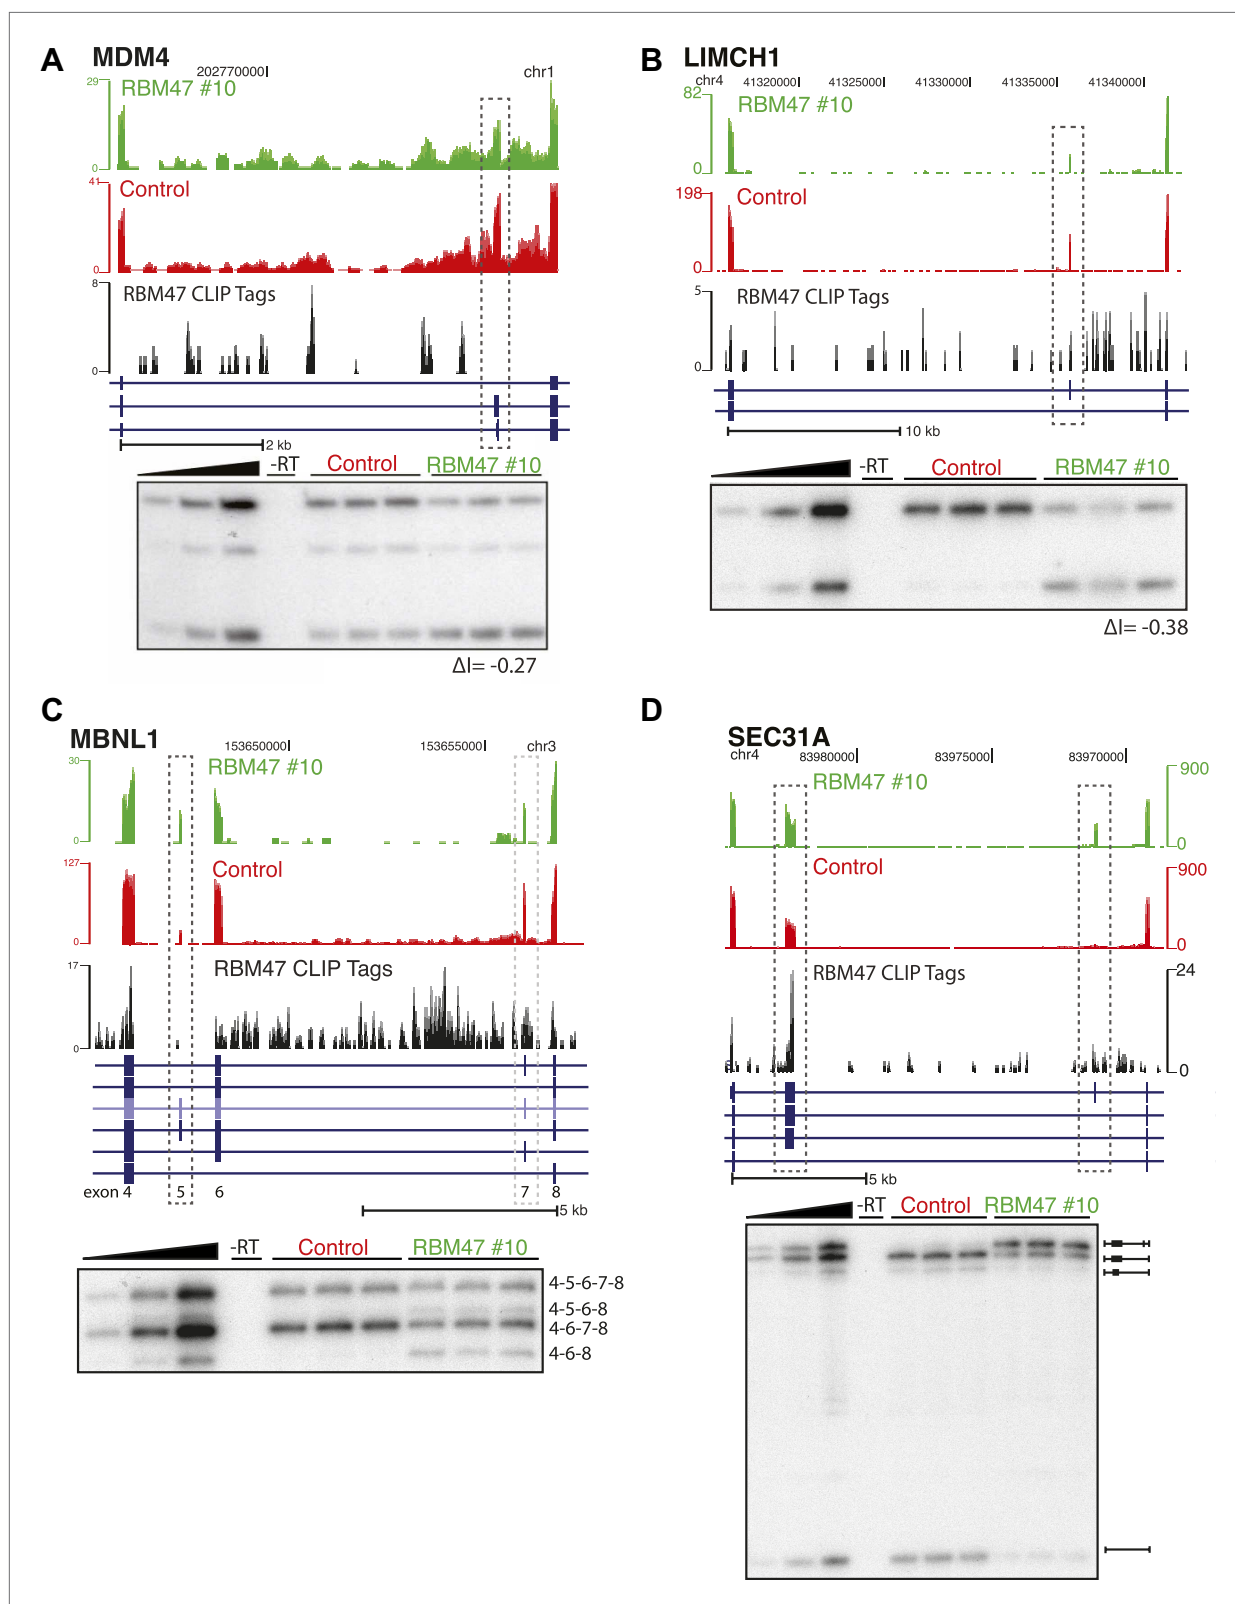 A
MDM4
202770000
chr1
29
RBM47 #10
0
41
Control
0
8
RBM47 CLIP Tags
0
2 kb
-RT
Control
RBM47 #10
ΔI= -0.27
B
LIMCH1
chr4
41320000
41325000
41330000
41335000
41340000
82
RBM47 #10
0
198
Control
0
5
RBM47 CLIP Tags
0
10 kb
-RT
Control
RBM47 #10
ΔI= -0.38
C
MBNL1
153650000
153655000
chr3
30
RBM47 #10
0
127
Control
0
17
RBM47 CLIP Tags
0
exon 4 5 6 7 8
5 kb
-RT
Control
RBM47 #10
4-5-6-7-8
4-5-6-8
4-6-7-8
4-6-8
D
SEC31A
chr4
83980000
83975000
83970000
900
RBM47 #10
0
900
Control
0
24
RBM47 CLIP Tags
0
5 kb
-RT
Control
RBM47 #10